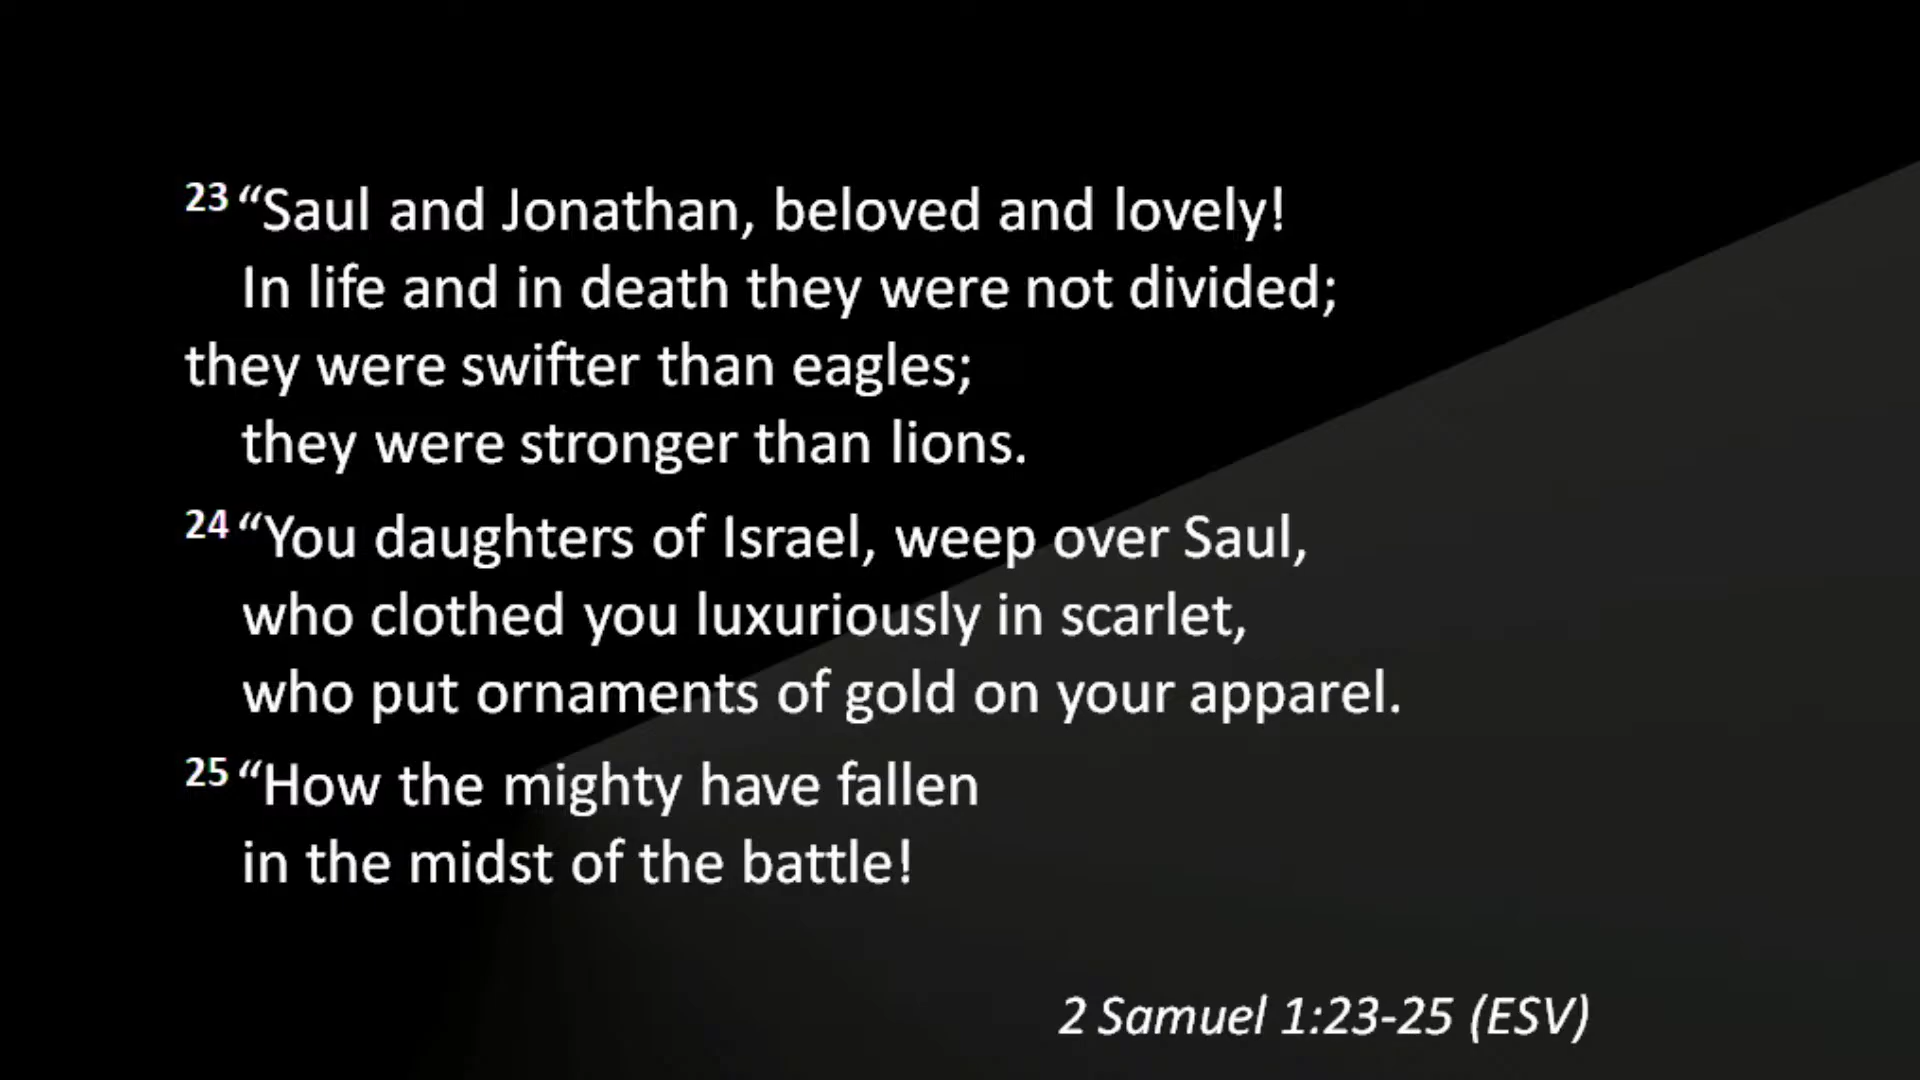 23 “Saul and Jonathan, beloved and lovely!
In life and in death they were not divided;
they were swifter than eagles;
they were stronger than lions.
24 “You daughters of Israel, weep over Saul,
who clothed you luxuriously in scarlet,
who put ornaments of gold on your apparel.
25 “How the mighty have fallen
in the midst of the battle!
2 Samuel 1:23-25 (ESV)